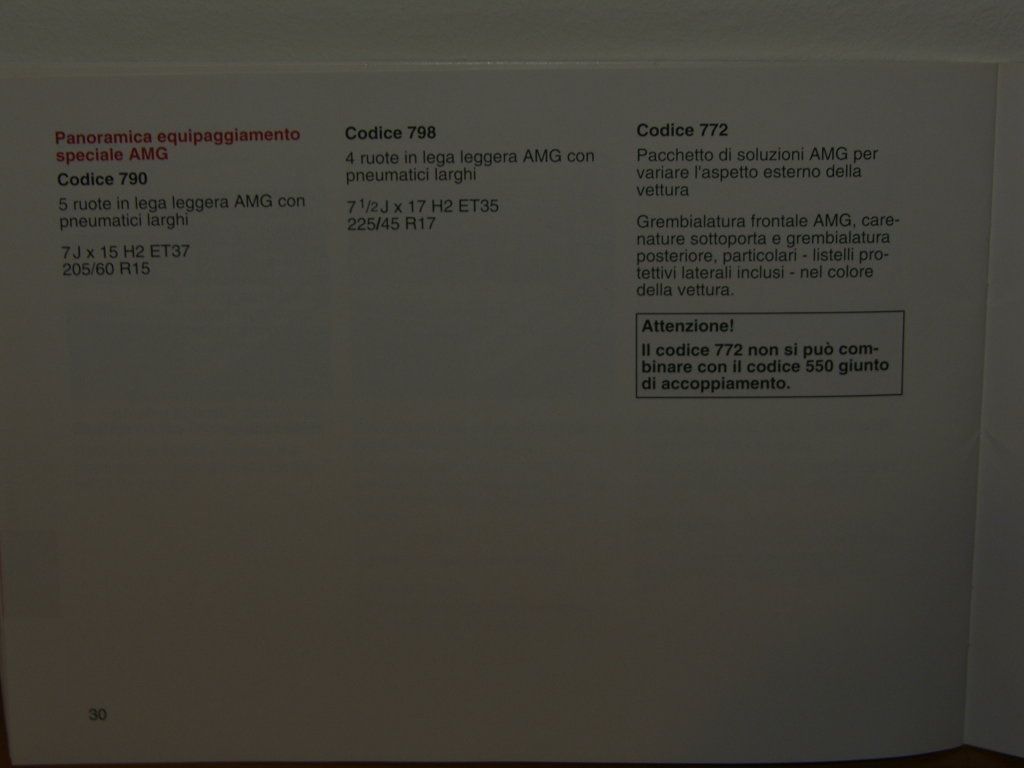 Panoramica equipaggiamento
speciale AMG
Codice 790
5 ruote in lega leggera AMG con
pneumatici larghi
7J x 15 H2 ET37
205/60 R15
Codice 798
4 ruote in lega leggera AMG con
pneumatici larghi
7 1/2 J x 17 H2 ET35
225/45 R17
Codice 772
Pacchetto di soluzioni AMG per
variare l'aspetto esterno della
vettura
Grembialatura frontale AMG, care-
nature sottoporta e grembialatura
posteriore, particolari - listelli pro-
tettivi laterali inclusi - nel colore
della vettura.
Attenzione!
Il codice 772 non si può com-
binare con il codice 550 giunto
di accoppiamento.
30